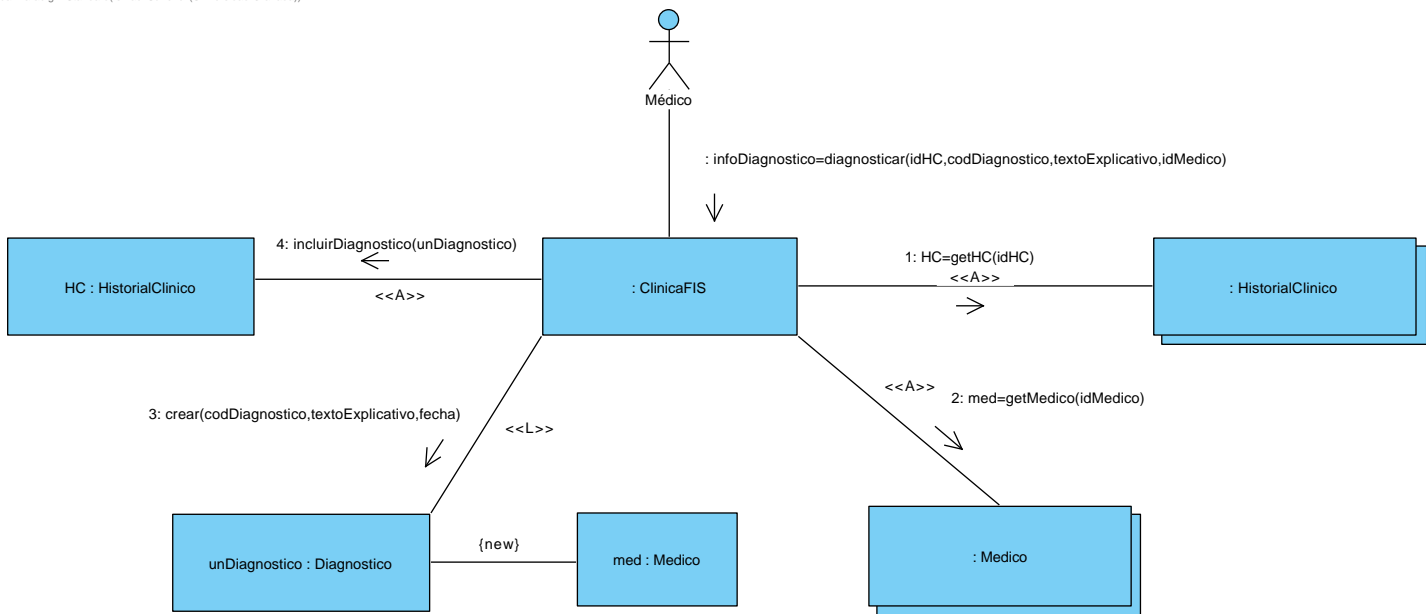 Médico
: infoDiagnostico=diagnosticar(idHC,codDiagnostico,textoExplicativo,idMedico)
4: incluirDiagnostico(unDiagnostico)
<<A>>
1: HC=getHC(idHC)
<<A>>
HC : HistorialClinico
: ClinicaFIS
: HistorialClinico
<<A>>
2: med=getMedico(idMedico)
3: crear(codDiagnostico,textoExplicativo,fecha)
<<L>>
unDiagnostico : Diagnostico
{new}
med : Medico
: Medico